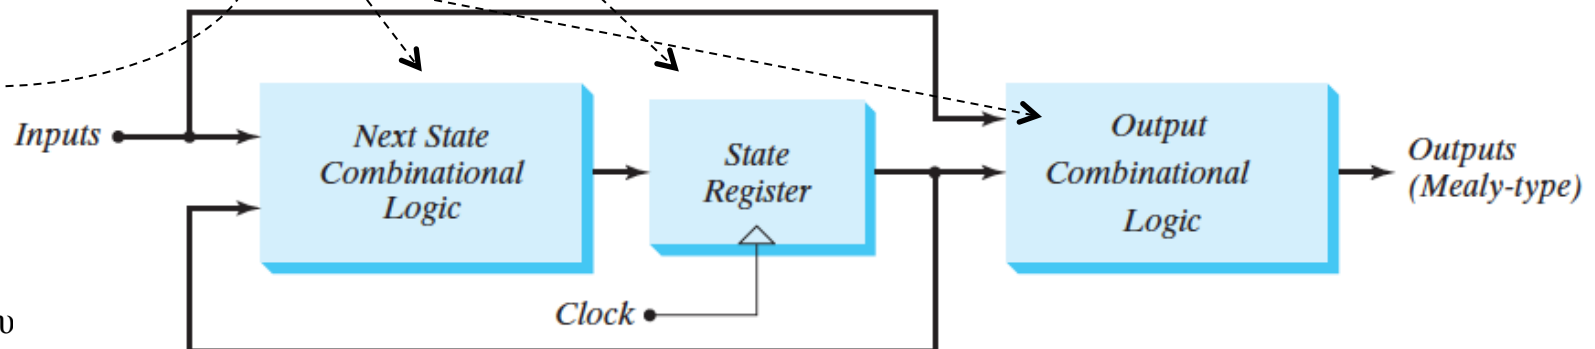 Inputs
Next State
Combinational
Logic
State
Register
Clock
Output
Combinational
Logic
Outputs
(Mealy-type)
υ